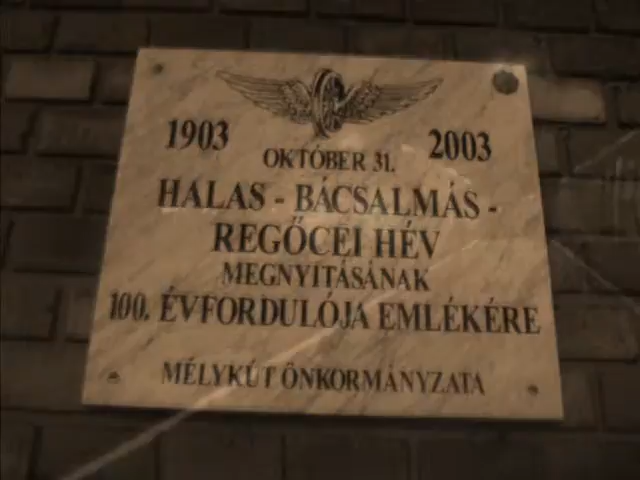 1903 2003
OKTÓBER 31.
HALAS - BÁCSALMÁS -
REGŐCEI HÉV
MEGNYITÁSÁNAK
100. ÉVFORDULÓJA EMLÉKÉRE
MÉLYKÚT ÖNKORMÁNYZATA